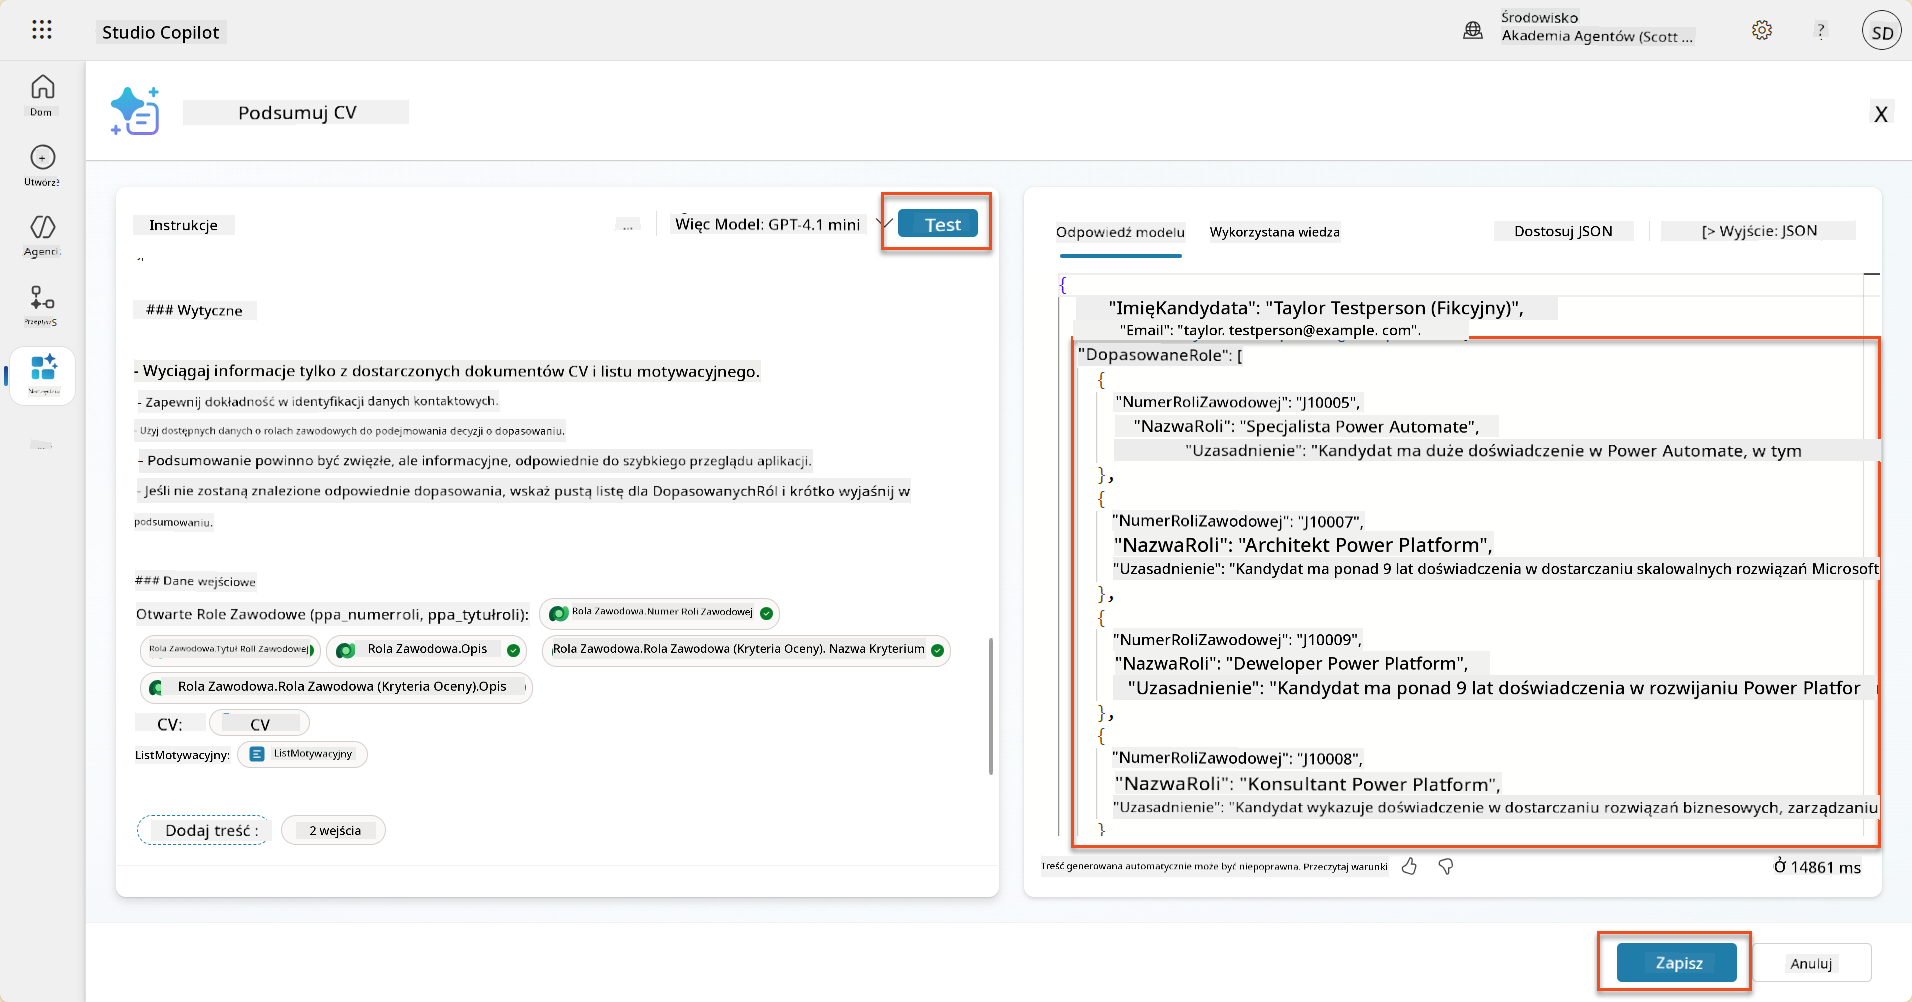 Studio Copilot
Środowisko
Akademia Agentów (Scott ...
?
SD
Dom
Utwórz
Agenci
Podsumuj CV
X
Instrukcje
...
Więc Model: GPT-4.1 mini
Test
### Wytyczne
- Wyciągaj informacje tylko z dostarczonych dokumentów CV i listu motywacyjnego.
- Zapewnij dokładność w identyfikacji danych kontaktowych.
- Użyj dostępnych danych o rolach zawodowych do podejmowania decyzji o dopasowaniu.
- Podsumowanie powinno być zwięzłe, ale informacyjne, odpowiednie do szybkiego przeglądu aplikacji.
- Jeśli nie zostaną znalezione odpowiednie dopasowania, wskaż pustą listę dla DopasowanychRól i krótko wyjaśnij w
podsumowaniu.
### Dane wejściowe
Otwarte Role Zawodowe (ppa_numerroli, ppa_tytułroli): Rola Zawodowa.Numer Roli Zawodowej
Rola Zawodowa.Tytuł Roli Zawodowej Rola Zawodowa.Opis Rola Zawodowa.Rola Zawodowa (Kryteria Oceny). Nazwa Kryterium
Rola Zawodowa.Rola Zawodowa (Kryteria Oceny).Opis
CV: CV
ListMotywacyjny: ListMotywacyjny
Dodaj treść :
2 wejścia
Odpowiedź modelu
Wykorzystana wiedza
Dostosuj JSON
[> Wyjście: JSON
{
"ImięKandydata": "Taylor Testperson (Fikcyjny)",
"Email": "taylor. testperson@example. com".
"DopasowaneRole": [
{
"NumerRoliZawodowej": "J10005",
"NazwaRoli": "Specjalista Power Automate",
"Uzasadnienie": "Kandydat ma duże doświadczenie w Power Automate, w tym
},
{
"NumerRoliZawodowej": "J10007",
"NazwaRoli": "Architekt Power Platform",
"Uzasadnienie": "Kandydat ma ponad 9 lat doświadczenia w dostarczaniu skalowalnych rozwiązań Microsoft
},
{
"NumerRoliZawodowej": "J10009",
"NazwaRoli": "Deweloper Power Platform",
"Uzasadnienie": "Kandydat ma ponad 9 lat doświadczenia w rozwijaniu Power Platfor
},
{
"NumerRoliZawodowej": "J10008",
"NazwaRoli": "Konsultant Power Platform",
"Uzasadnienie": "Kandydat wykazuje doświadczenie w dostarczaniu rozwiązań biznesowych, zarządzaniu
}
Treść generowana automatycznie może być niepoprawna. Przeczytaj warunki
14861 ms
Zapisz
Anuluj